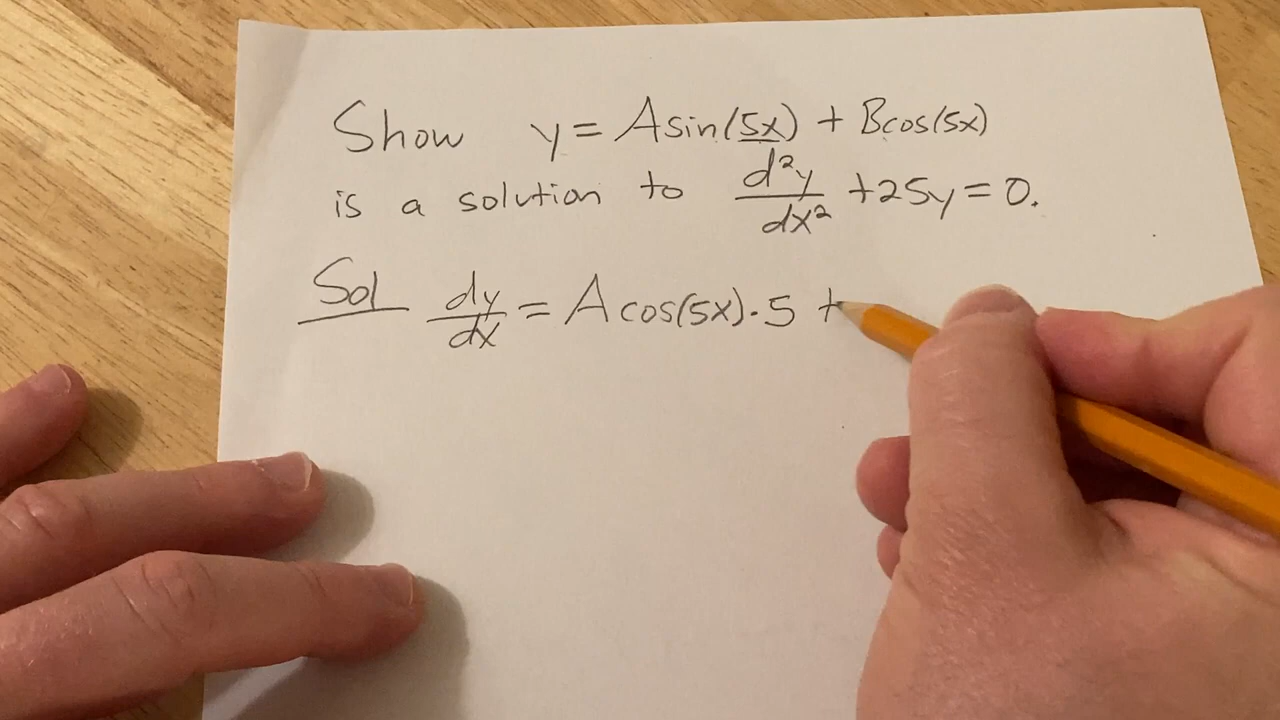 Show y = Asin(5x) + Bcos(5x)
is a solution to d²y/dx² + 25y = 0.
Sol dy/dx = A cos(5x) · 5 +